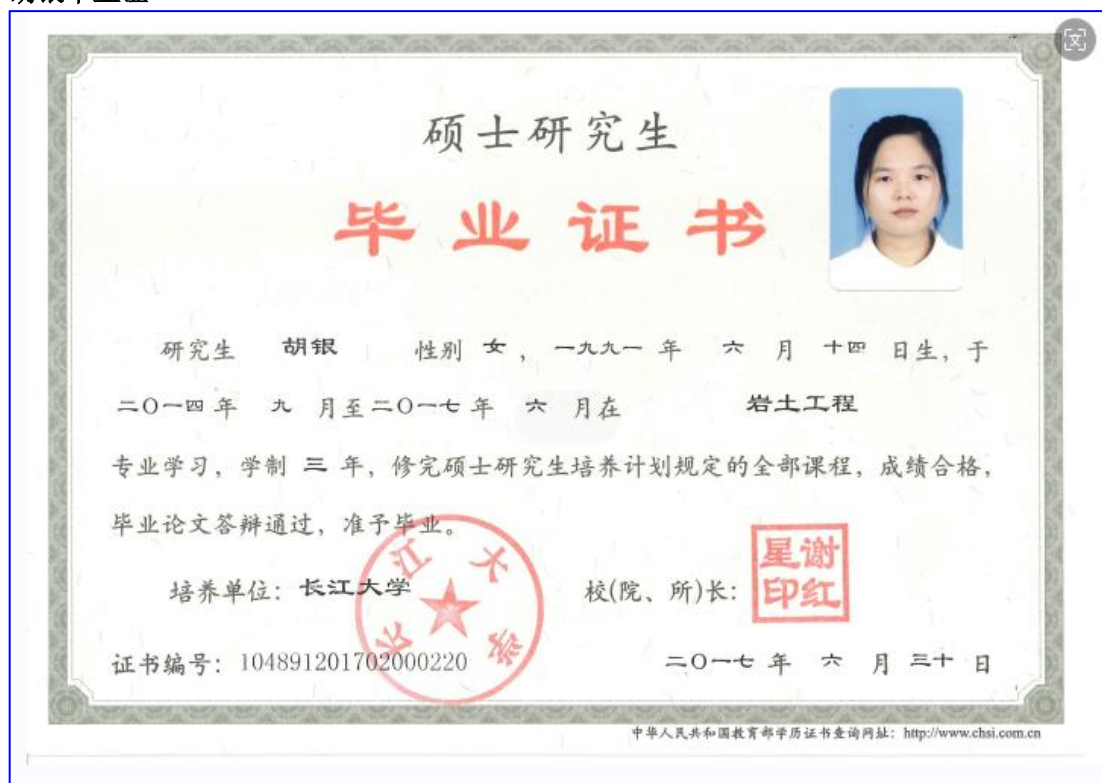 硕士研究生
毕业证书
研究生 胡银 性别 女，一九九一 年 六 月 十四 日生，于
二〇一四 年 九 月至 二〇一七 年 六 月在 岩土工程
专业学习，学制 三 年，修完硕士研究生培养计划规定的全部课程，成绩合格，
毕业论文答辩通过，准予毕业。
培养单位：长江大学 校(院、所)长：
谢红星印
长江大学
证书编号：104891201702000220 二〇一七 年 六 月 三十 日
中华人民共和国教育部学历证书查询网址：http://www.chsi.com.cn